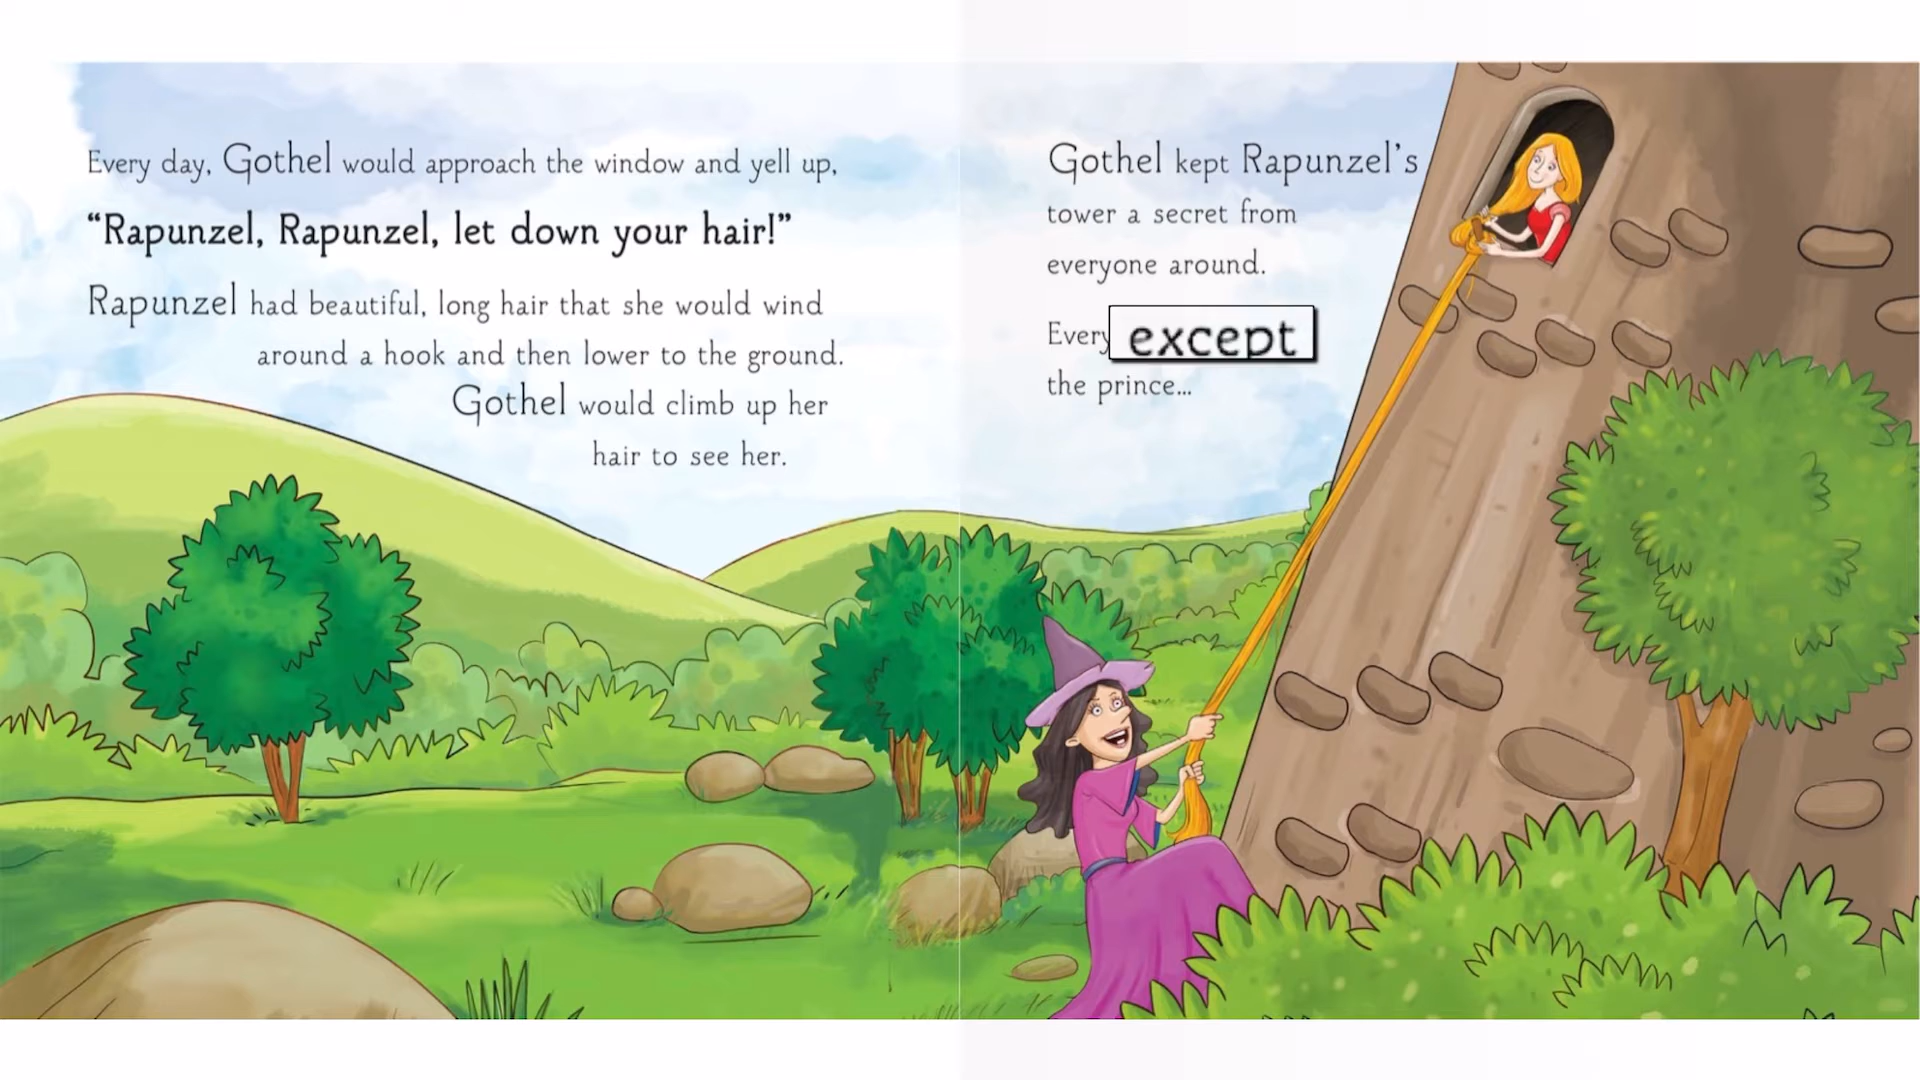 Every day, Gothel would approach the window and yell up,
“Rapunzel, Rapunzel, let down your hair!”
Rapunzel had beautiful, long hair that she would wind
around a hook and then lower to the ground.
Gothel would climb up her
hair to see her.
Gothel kept Rapunzel’s
tower a secret from
everyone around.
Every except
the prince...